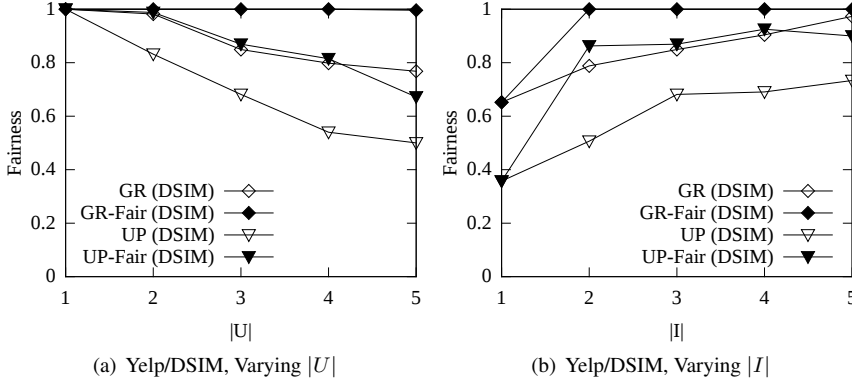 1
0.8
0.6
0.4
0.2
0
Fairness
GR (DSIM)
GR-Fair (DSIM)
UP (DSIM)
UP-Fair (DSIM)
1 2 3 4 5
|U|
(a) Yelp/DSIM, Varying |U|
1
0.8
0.6
0.4
0.2
0
Fairness
GR (DSIM)
GR-Fair (DSIM)
UP (DSIM)
UP-Fair (DSIM)
1 2 3 4 5
|I|
(b) Yelp/DSIM, Varying |I|